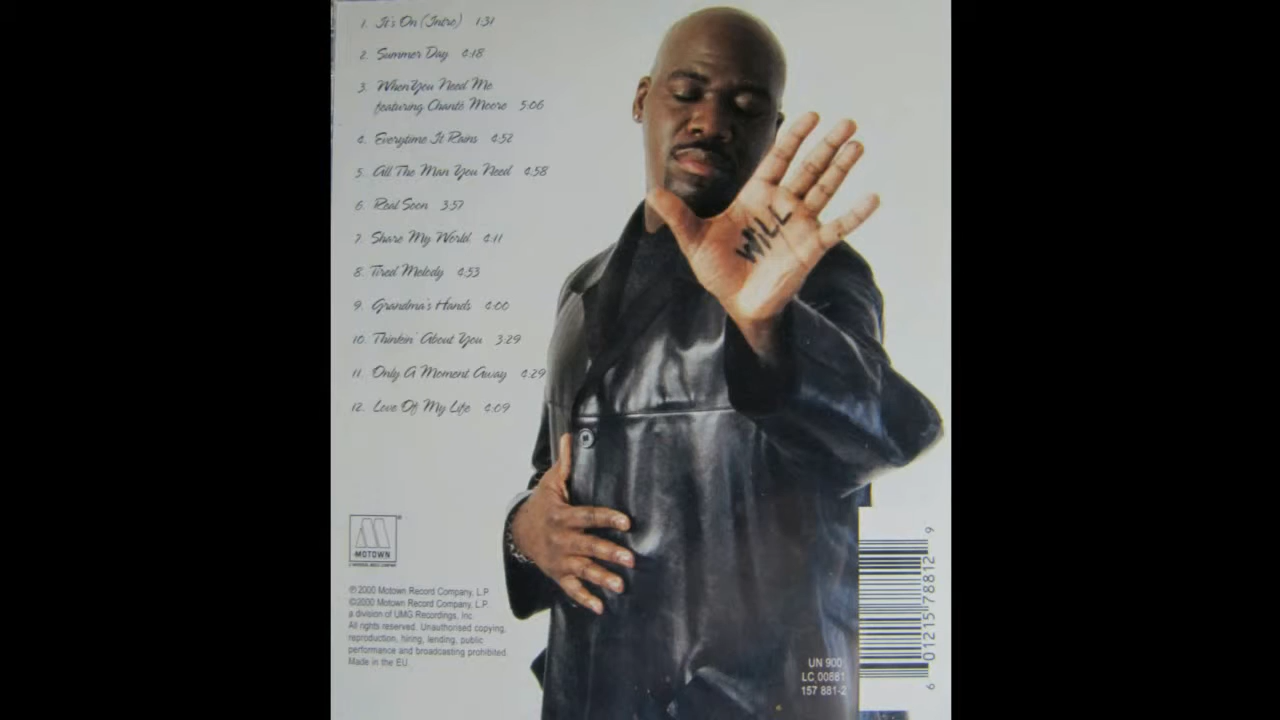 1. It's On (Intro) 1:31
2. Summer Day 4:18
3. When You Need Me
featuring Chanté Moore 5:06
4. Everytime It Rains 4:52
5. All The Man You Need 4:58
6. Real Soon 3:57
7. Share My World 4:11
8. Tired Melody 4:53
9. Grandma's Hands 4:00
10. Thinkin' About You 3:29
11. Only A Moment Away 4:29
12. Love Of My Life 4:09
WILL
MOTOWN
℗2000 Motown Record Company, L.P.
©2000 Motown Record Company, L.P.
a division of UMG Recordings, Inc.
All rights reserved. Unauthorised copying,
reproduction, hiring, lending, public
performance and broadcasting prohibited.
Made in the EU.
UN 900
LC 00881
157 881-2
6 01215 78812 9